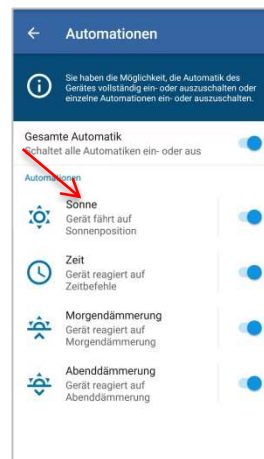 Automationen
Sie haben die Möglichkeit, die Automatik des
Gerätes vollständig ein- oder auszuschalten oder
einzelne Automationen ein- oder auszuschalten.
Gesamte Automatik
Schaltet alle Automatiken ein- oder aus
Automationen
Sonne
Gerät fährt auf
Sonnenposition
Zeit
Gerät reagiert auf
Zeitbefehle
Morgendämmerung
Gerät reagiert auf
Morgendämmerung
Abenddämmerung
Gerät reagiert auf
Abenddämmerung